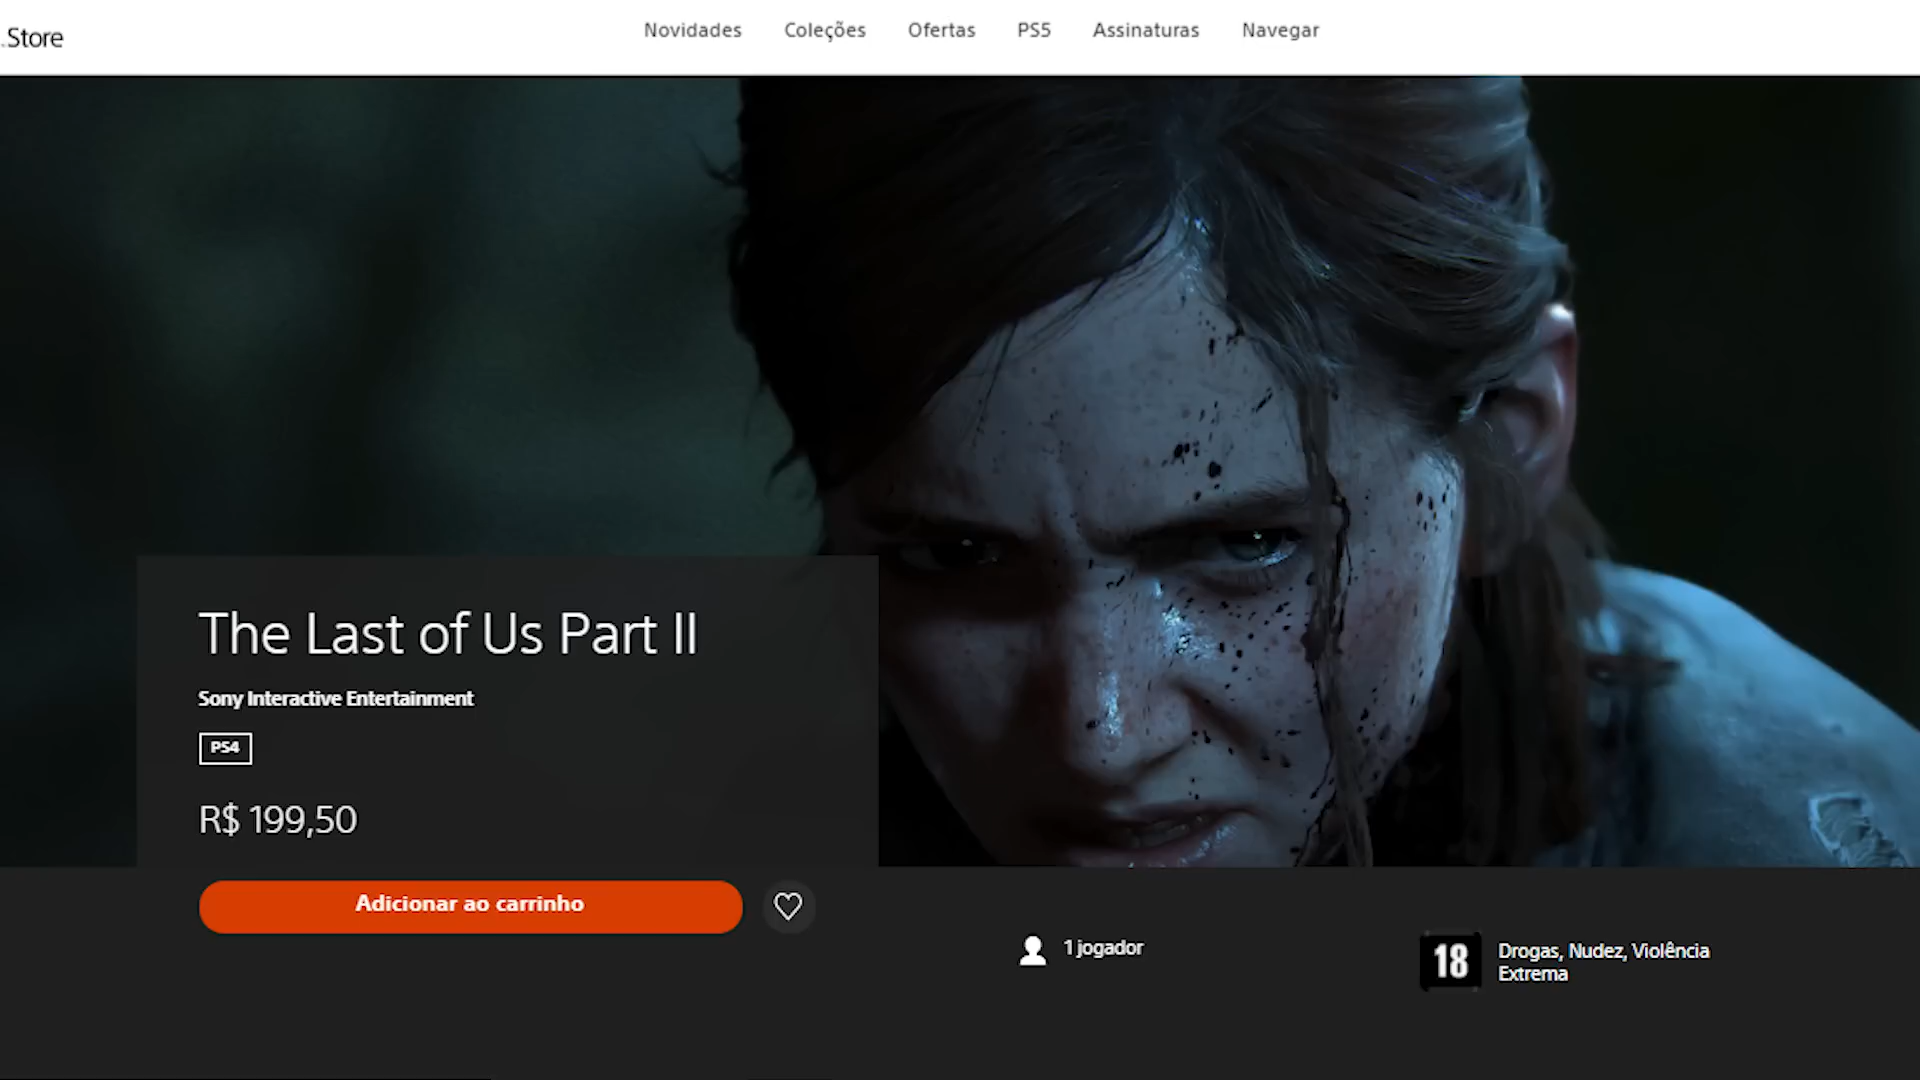 Store
Novidades Coleções Ofertas PS5 Assinaturas Navegar
The Last of Us Part II
Sony Interactive Entertainment
PS4
R$ 199,50
Adicionar ao carrinho
1 jogador
18
Drogas, Nudez, Violência
Extrema